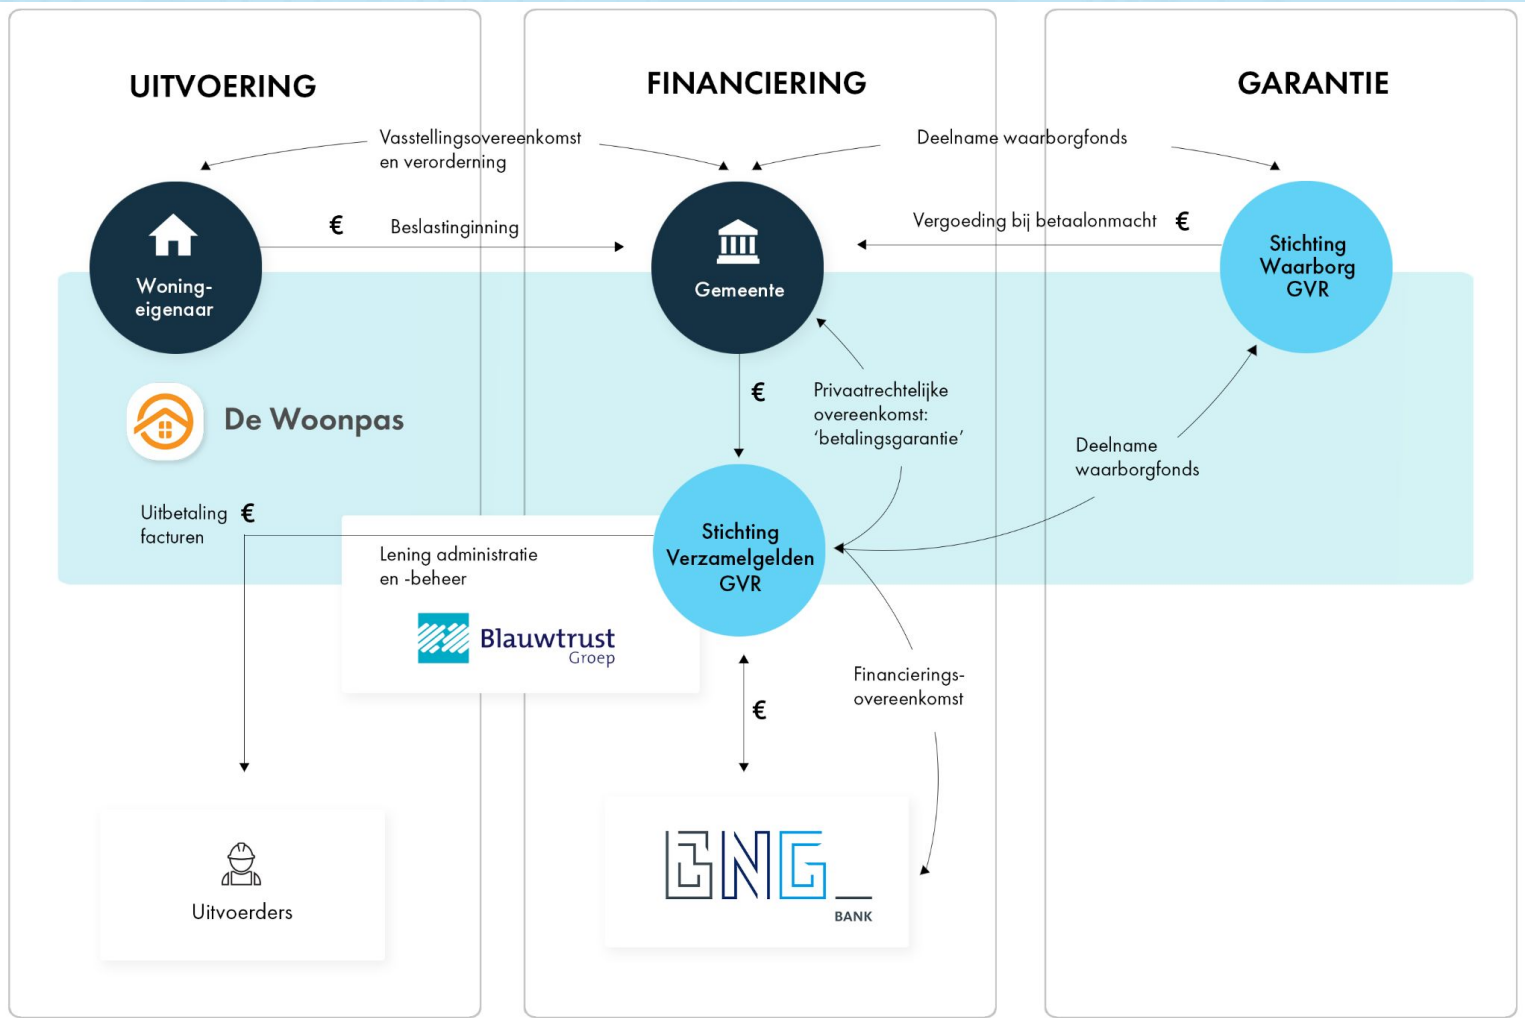 UITVOERING
FINANCIERING
GARANTIE
Vasstellingsovereenkomst
en verorderning
Deelname waarborgfonds
€
Beslastinginning
Vergoeding bij betaalonmacht €
Woning-
eigenaar
Gemeente
Stichting
Waarborg
GVR
De Woonpas
€
Privaatrechtelijke
overeenkomst:
‘betalingsgarantie’
Deelname
waarborgfonds
Uitbetaling €
facturen
Lening administratie
en -beheer
Blauwtrust
Groep
Stichting
Verzamelgelden
GVR
€
Financierings-
overeenkomst
Uitvoerders
BNG
BANK